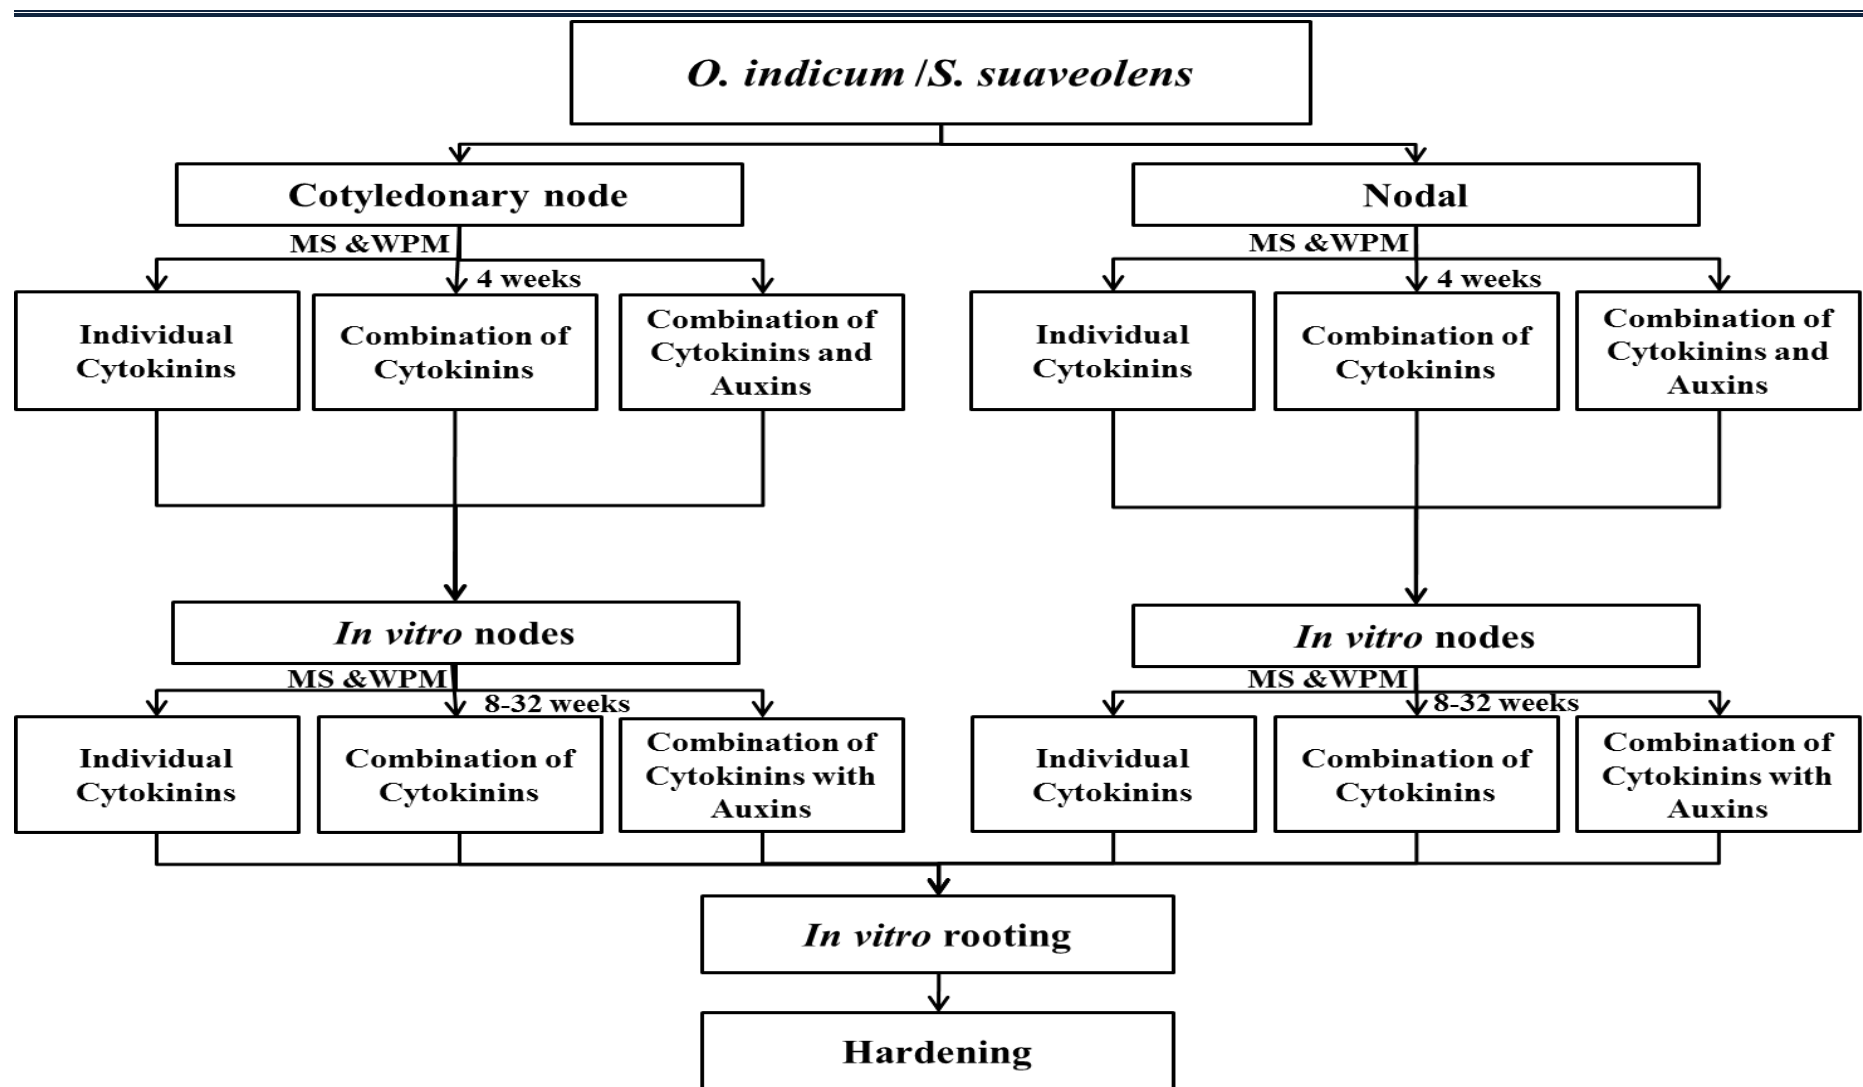 O. indicum /S. suaveolens
Cotyledonary node
Nodal
MS &WPM
4 weeks
MS &WPM
4 weeks
Individual
Cytokinins
Combination of
Cytokinins
Combination of
Cytokinins and
Auxins
Individual
Cytokinins
Combination of
Cytokinins
Combination of
Cytokinins and
Auxins
In vitro nodes
In vitro nodes
MS &WPM
8-32 weeks
MS &WPM
8-32 weeks
Individual
Cytokinins
Combination of
Cytokinins
Combination of
Cytokinins with
Auxins
Individual
Cytokinins
Combination of
Cytokinins
Combination of
Cytokinins with
Auxins
In vitro rooting
Hardening